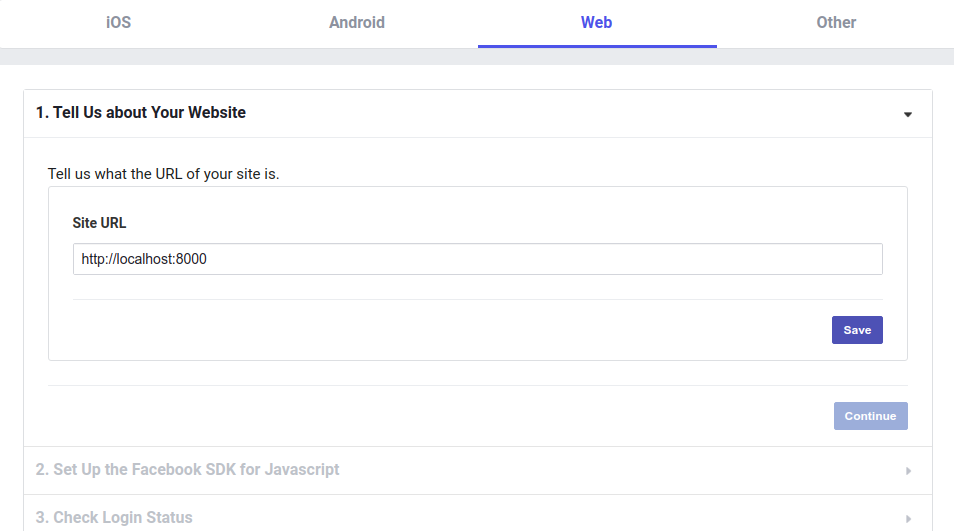 iOS Android Web Other
1. Tell Us about Your Website
Tell us what the URL of your site is.
Site URL
http://localhost:8000
Save
Continue
2. Set Up the Facebook SDK for Javascript
3. Check Login Status